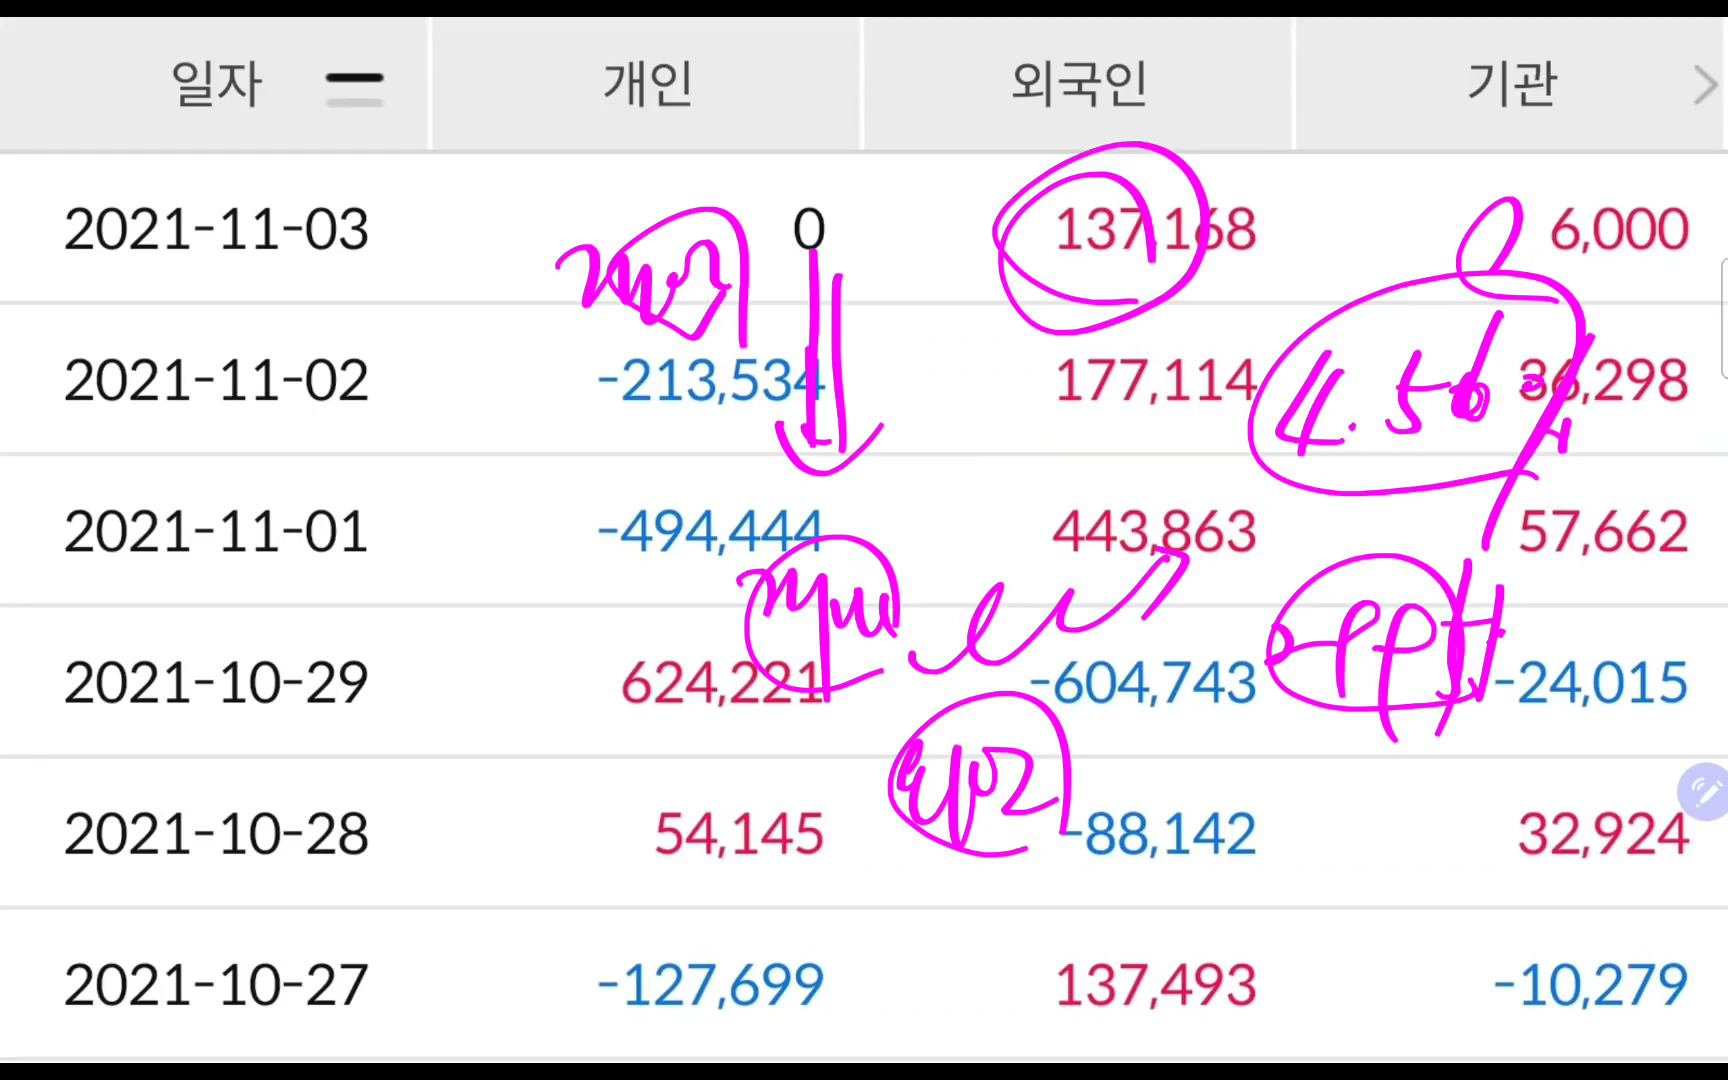 일자 개인 외국인 기관
2021-11-03 0 137,168 6,000
2021-11-02 -213,534 177,114 36,298
2021-11-01 -494,444 443,863 57,662
2021-10-29 624,221 -604,743 -24,015
2021-10-28 54,145 -88,142 32,924
2021-10-27 -127,699 137,493 -10,279